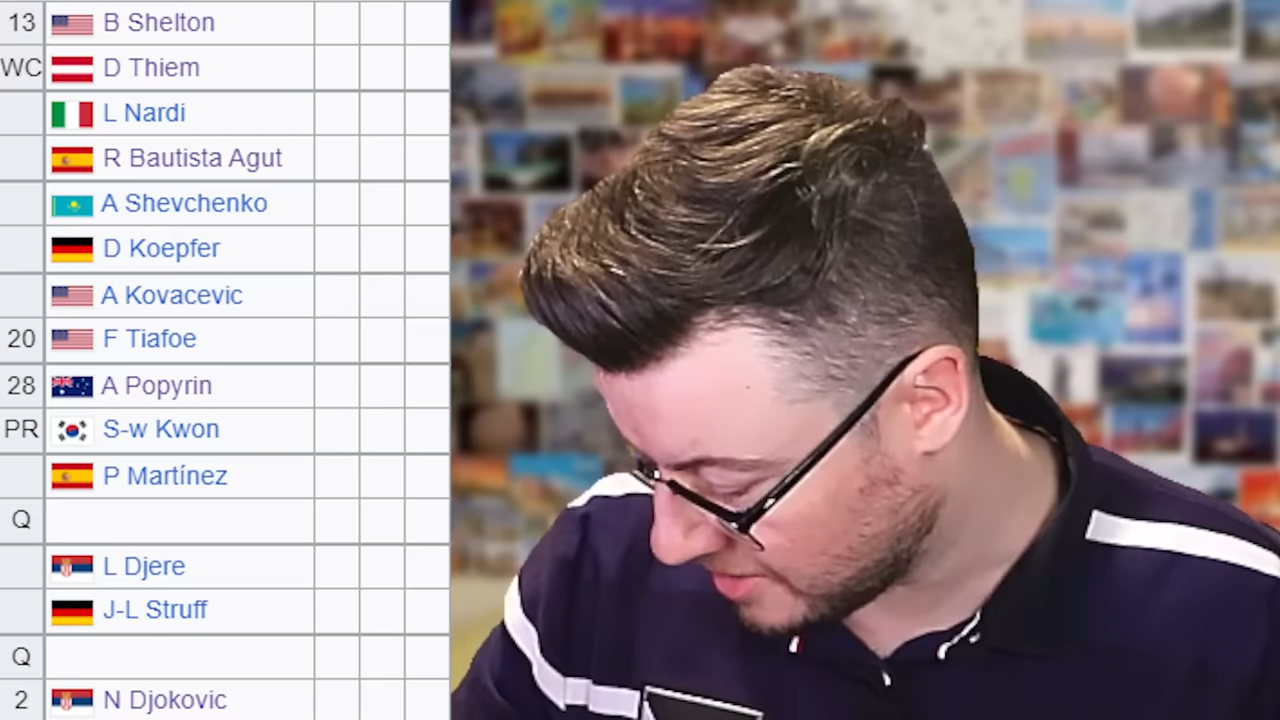 13 B Shelton
WC D Thiem
L Nardi
R Bautista Agut
A Shevchenko
D Koepfer
A Kovacevic
20 F Tiafoe
28 A Popyrin
PR S-w Kwon
P Martínez
Q
L Djere
J-L Struff
Q
2 N Djokovic